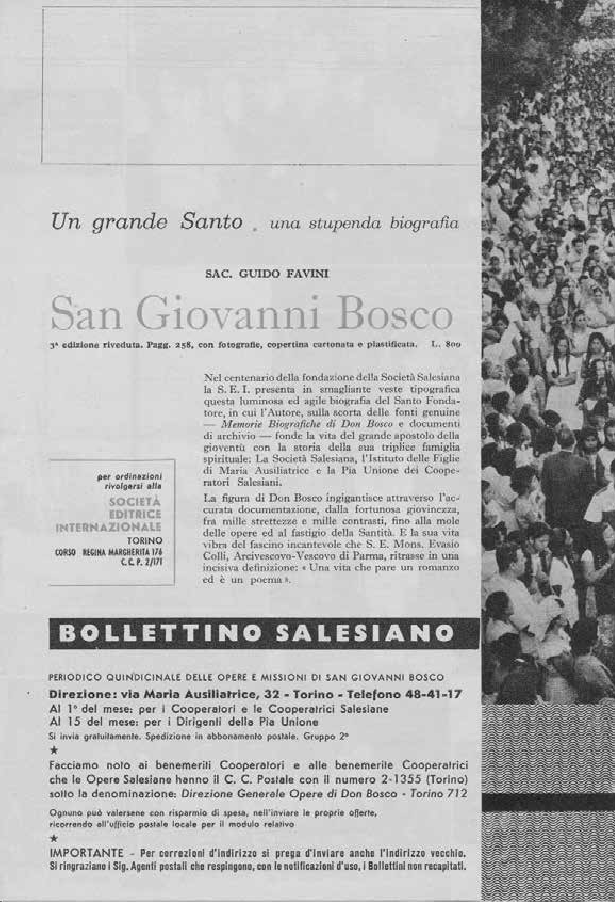 Un grande Santo . una stupenda biografia
SAC. GUIDO FAVINI
San Giovanni Bosco
3ª edizione riveduta. Pagg. 258, con fotografie, copertina cartonata e plastificata. L. 800
Nel centenario della fondazione della Società Salesiana
la S. E. I. presenta in smagliante veste tipografica
questa luminosa ed agile biografia del Santo Fonda-
tore, in cui l'Autore, sulla scorta delle fonti genuine
— Memorie Biografiche di Don Bosco e documenti
di archivio — fonde la vita del grande apostolo della
gioventù con la storia della sua triplice famiglia
spirituale: La Società Salesiana, l'Istituto delle Figlie
di Maria Ausiliatrice e la Pia Unione dei Coope-
ratori Salesiani.
La figura di Don Bosco ingigantisce attraverso l'ac-
curata documentazione, dalla fortunosa giovinezza,
fra mille strettezze e mille contrasti, fino alla mole
delle opere ed al fastigio della Santità. E la sua vita
vibra del fascino incantevole che S. E. Mons. Evasio
Colli, Arcivescovo-Vescovo di Parma, ritrasse in una
incisiva definizione: « Una vita che pare un romanzo
ed è un poema ».
per ordinazioni
rivolgersi alla
SOCIETÀ
EDITRICE
INTERNAZIONALE
TORINO
CORSO REGINA MARGHERITA 176
C.C.P. 2/171
BOLLETTINO SALESIANO
PERIODICO QUINDICINALE DELLE OPERE E MISSIONI DI SAN GIOVANNI BOSCO
Direzione: via Maria Ausiliatrice, 32 - Torino - Telefono 48-41-17
Al 1° del mese: per i Cooperatori e le Cooperatrici Salesiane
Al 15 del mese: per i Dirigenti della Pia Unione
Si invia gratuitamente. Spedizione in abbonamento postale. Gruppo 2º
★
Facciamo noto ai benemeriti Cooperatori e alle benemerite Cooperatrici
che le Opere Salesiane hanno il C. C. Postale con il numero 2-1355 (Torino)
sotto la denominazione: Direzione Generale Opere di Don Bosco - Torino 712
Ognuno può valersene con risparmio di spesa, nell'inviare le proprie offerte,
ricorrendo all'ufficio postale locale per il modulo relativo
★
IMPORTANTE - Per correzioni d'indirizzo si prega d'inviare anche l'indirizzo vecchio.
Si ringraziano i Sig. Agenti postali che respingono, con le notificazioni d'uso, i Bollettini non recapitati.